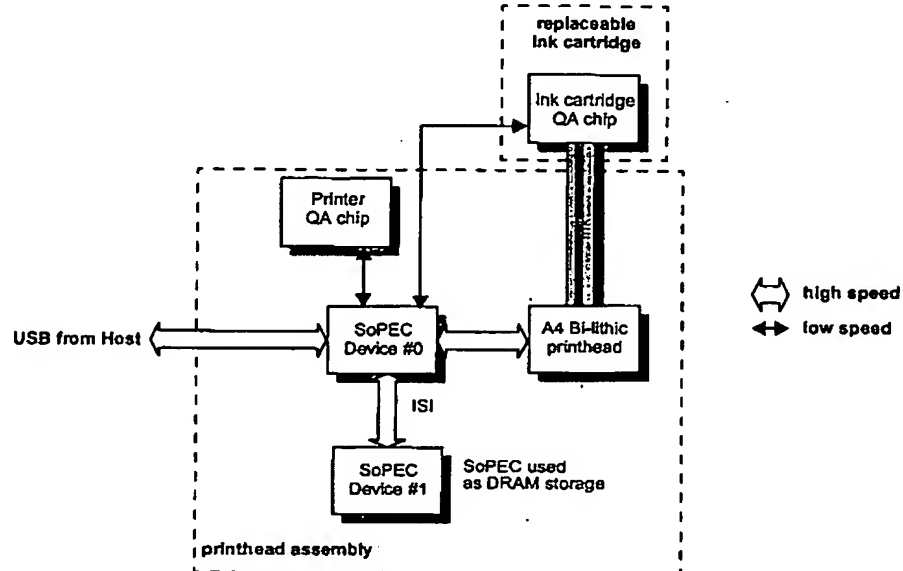 replaceable
Ink cartridge
Ink cartridge
QA chip
Printer
QA chip
high speed
low speed
USB from Host
SoPEC
Device #0
A4 Bi-lithic
printhead
ISI
SoPEC
Device #1
SoPEC used
as DRAM storage
printhead assembly